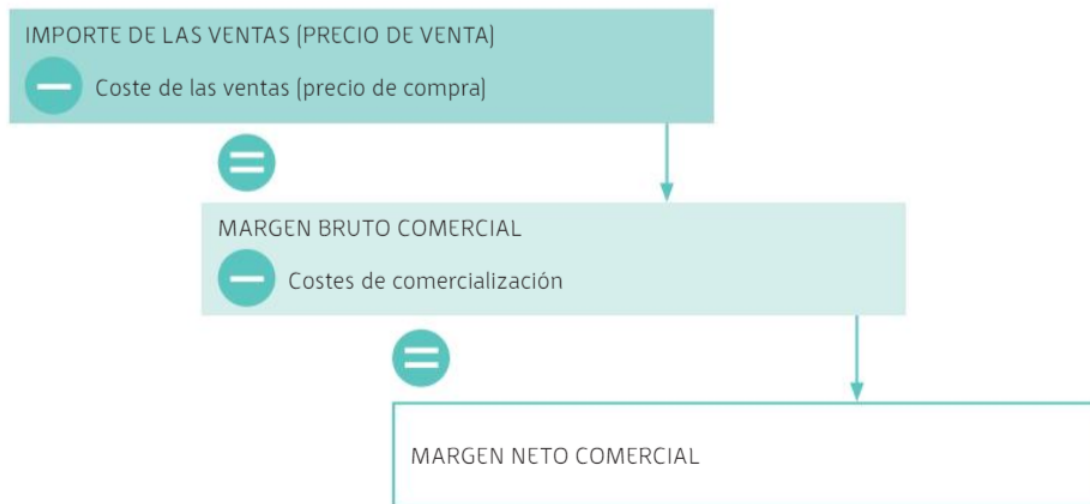 IMPORTE DE LAS VENTAS (PRECIO DE VENTA)
Coste de las ventas (precio de compra)
MARGEN BRUTO COMERCIAL
Costes de comercialización
MARGEN NETO COMERCIAL